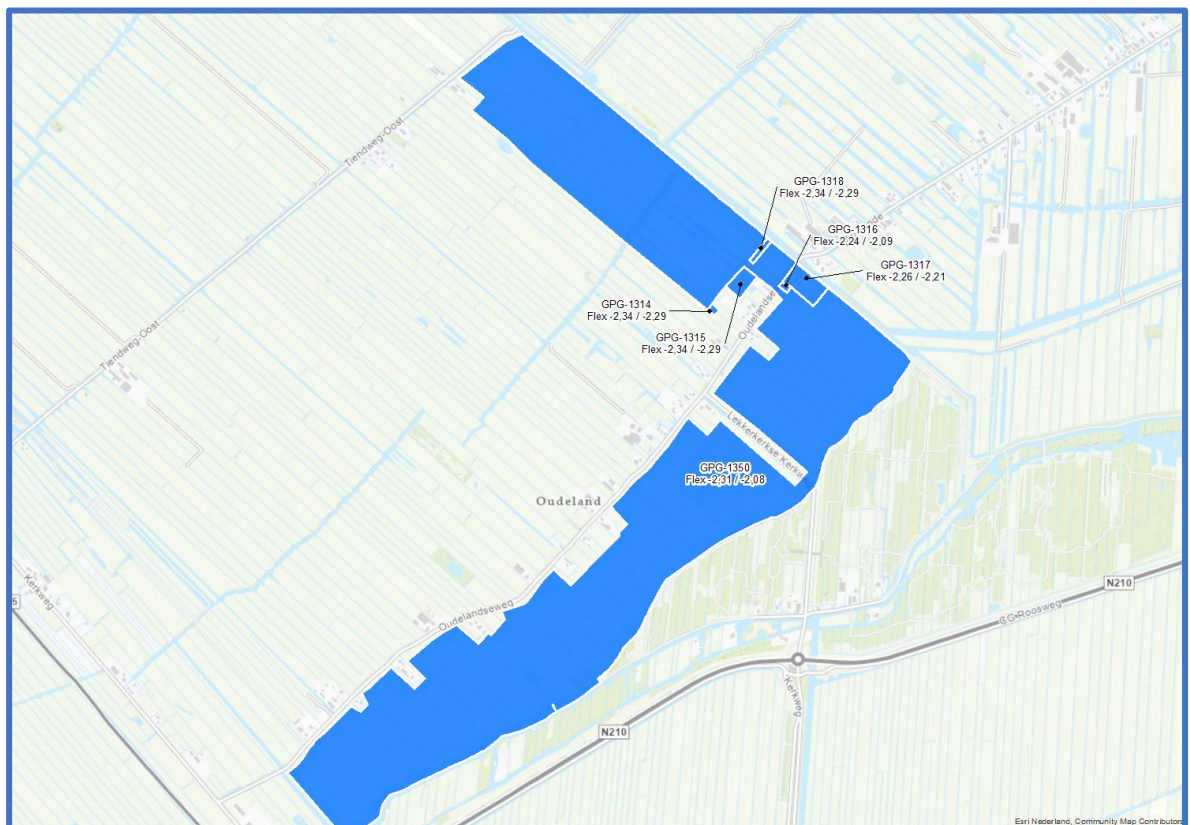 Tiendweg-Oost
GPG-1318
Flex -2,34 / -2,29
GPG-1316
Flex -2,24 / -2,09
GPG-1317
Flex -2,26 / -2,21
GPG-1314
Flex -2,34 / -2,29
GPG-1315
Flex -2,34 / -2,29
Tiendweg-Oost
Lekkerkerkse Kerkw
GPG-1350
Flex -2,31 / -2,08
Oudeland
Kerkweg
Oudelandseweg
N210
CG-Roosweg
Kerkweg
N210
Esri Nederland, Community Map Contributors